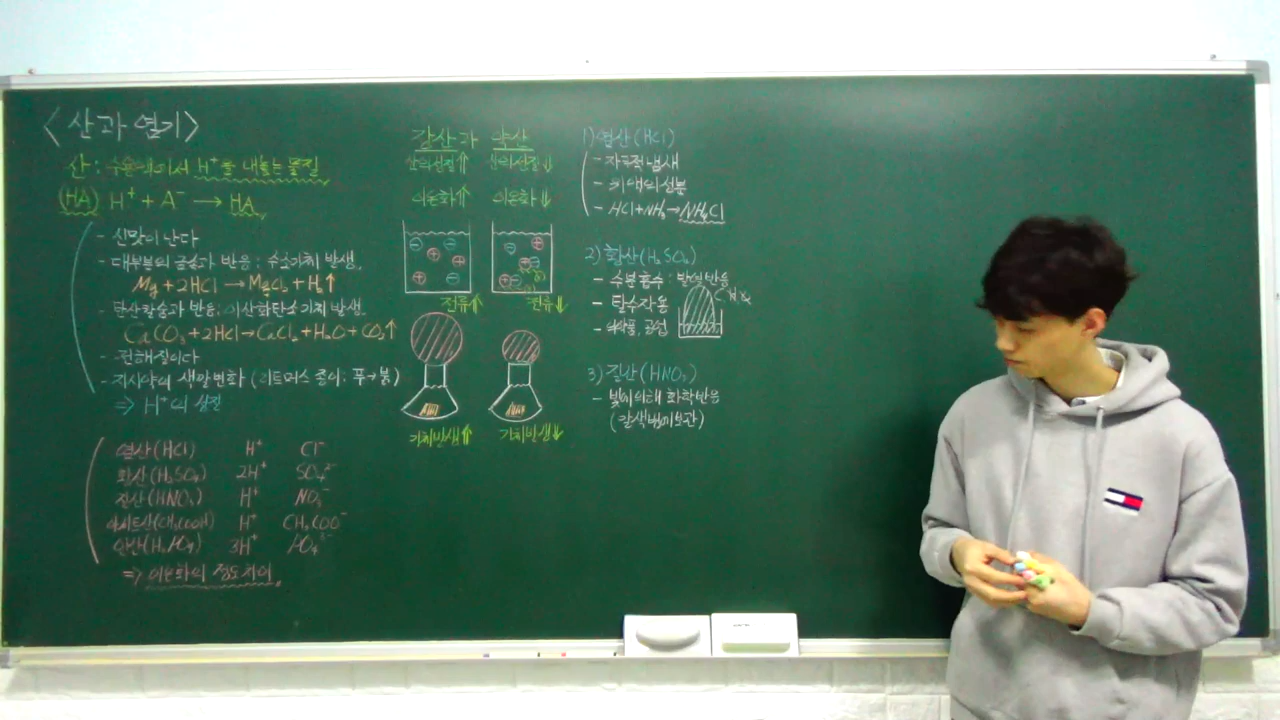 <산과 염기>
산: 수용액에서 H⁺를 내놓는 물질
(HA) H⁺ + A⁻ → HA
- 신맛이 난다
- 대부분의 금속과 반응: 수소기체 발생.
Mg + 2HCl → MgCl₂ + H₂↑
- 탄산칼슘과 반응: 이산화탄소 기체 발생.
CaCO₃ + 2HCl → CaCl₂ + H₂O + CO₂↑
- 전해질이다
- 지시약의 색깔변화 (리트머스 종이: 푸→붉)
⇒ H⁺의 성질
염산(HCl) H⁺ Cl⁻
황산(H₂SO₄) 2H⁺ SO₄²⁻
질산(HNO₃) H⁺ NO₃⁻
아세트산(CH₃COOH) H⁺ CH₃COO⁻
인산(H₃PO₄) 3H⁺ PO₄³⁻
⇒ 이온화의 정도 차이.
강산과 약산
산의성질⇑ 산의성질⇓
이온화⇑ 이온화⇓
전류⇑ 전류⇓
기체발생⇑ 기체발생⇓
1) 염산(HCl)
- 자극적 냄새
- 위액의 성분
- HCl + NH₃ → NH₄Cl
2) 황산(H₂SO₄)
- 수분흡수: 발열반응
- 탈수작용
- 의약품, 공업
3) 질산(HNO₃)
- 빛에 의해 화학반응
(갈색병에 보관)